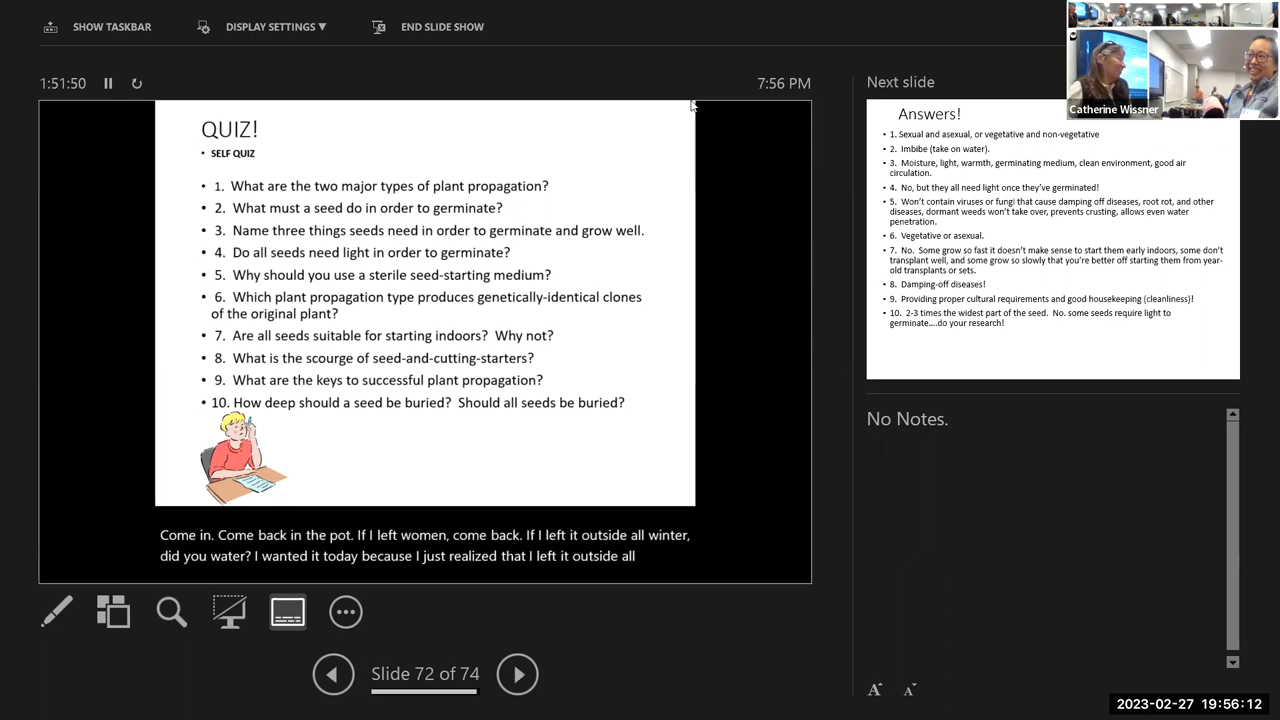 SHOW TASKBAR
DISPLAY SETTINGS ▼
END SLIDE SHOW
1:51:50
7:56 PM
QUIZ!
• SELF QUIZ
• 1. What are the two major types of plant propagation?
• 2. What must a seed do in order to germinate?
• 3. Name three things seeds need in order to germinate and grow well.
• 4. Do all seeds need light in order to germinate?
• 5. Why should you use a sterile seed-starting medium?
• 6. Which plant propagation type produces genetically-identical clones
of the original plant?
• 7. Are all seeds suitable for starting indoors? Why not?
• 8. What is the scourge of seed-and-cutting-starters?
• 9. What are the keys to successful plant propagation?
• 10. How deep should a seed be buried? Should all seeds be buried?
Come in. Come back in the pot. If I left women, come back. If I left it outside all winter,
did you water? I wanted it today because I just realized that I left it outside all
Slide 72 of 74
Next slide
Catherine Wissner
Answers!
• 1. Sexual and asexual, or vegetative and non-vegetative
• 2. Imbibe (take on water).
• 3. Moisture, light, warmth, germinating medium, clean environment, good air
circulation.
• 4. No, but they all need light once they've germinated!
• 5. Won't contain viruses or fungi that cause damping off diseases, root rot, and other
diseases, dormant weeds won't take over, prevents crusting, allows even water
penetration.
• 6. Vegetative or asexual.
• 7. No. Some grow so fast it doesn't make sense to start them early indoors, some don't
transplant well, and some grow so slowly that you're better off starting them from year-
old transplants or sets.
• 8. Damping-off diseases!
• 9. Providing proper cultural requirements and good housekeeping (cleanliness)!
• 10. 2-3 times the widest part of the seed. No. some seeds require light to
germinate....do your research!
No Notes.
A A
2023-02-27 19:56:12